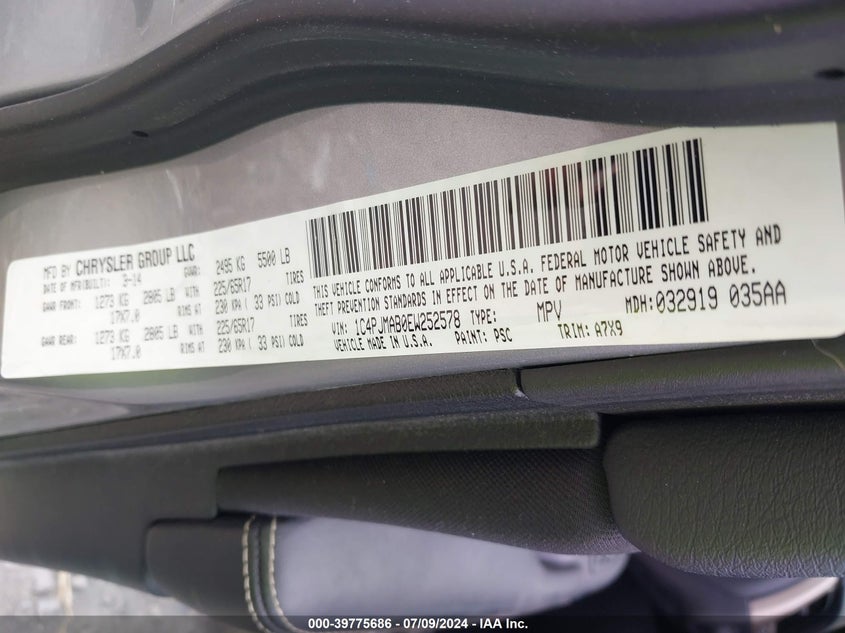 MFD BY CHRYSLER GROUP LLC
DATE OF MFR(BUILT): 3-14 GVWR: 2495 KG 5500 LB
GAWR FRONT: 1273 KG 2805 LB WITH 225/65R17 TIRES
17X7.0 RIMS AT 230 KPA ( 33 PSI) COLD
GAWR REAR: 1273 KG 2805 LB WITH 225/65R17 TIRES
17X7.0 RIMS AT 230 KPA ( 33 PSI) COLD
THIS VEHICLE CONFORMS TO ALL APPLICABLE U.S.A. FEDERAL MOTOR VEHICLE SAFETY AND
THEFT PREVENTION STANDARDS IN EFFECT ON THE DATE OF MANUFACTURE SHOWN ABOVE.
VIN: 1C4PJMAB0EW252578 TYPE: MPV MDH:032919 035AA
VEHICLE MADE IN U.S.A. PAINT: PSC TRIM: A7X9
000-39775686 - 07/09/2024 - IAA Inc.